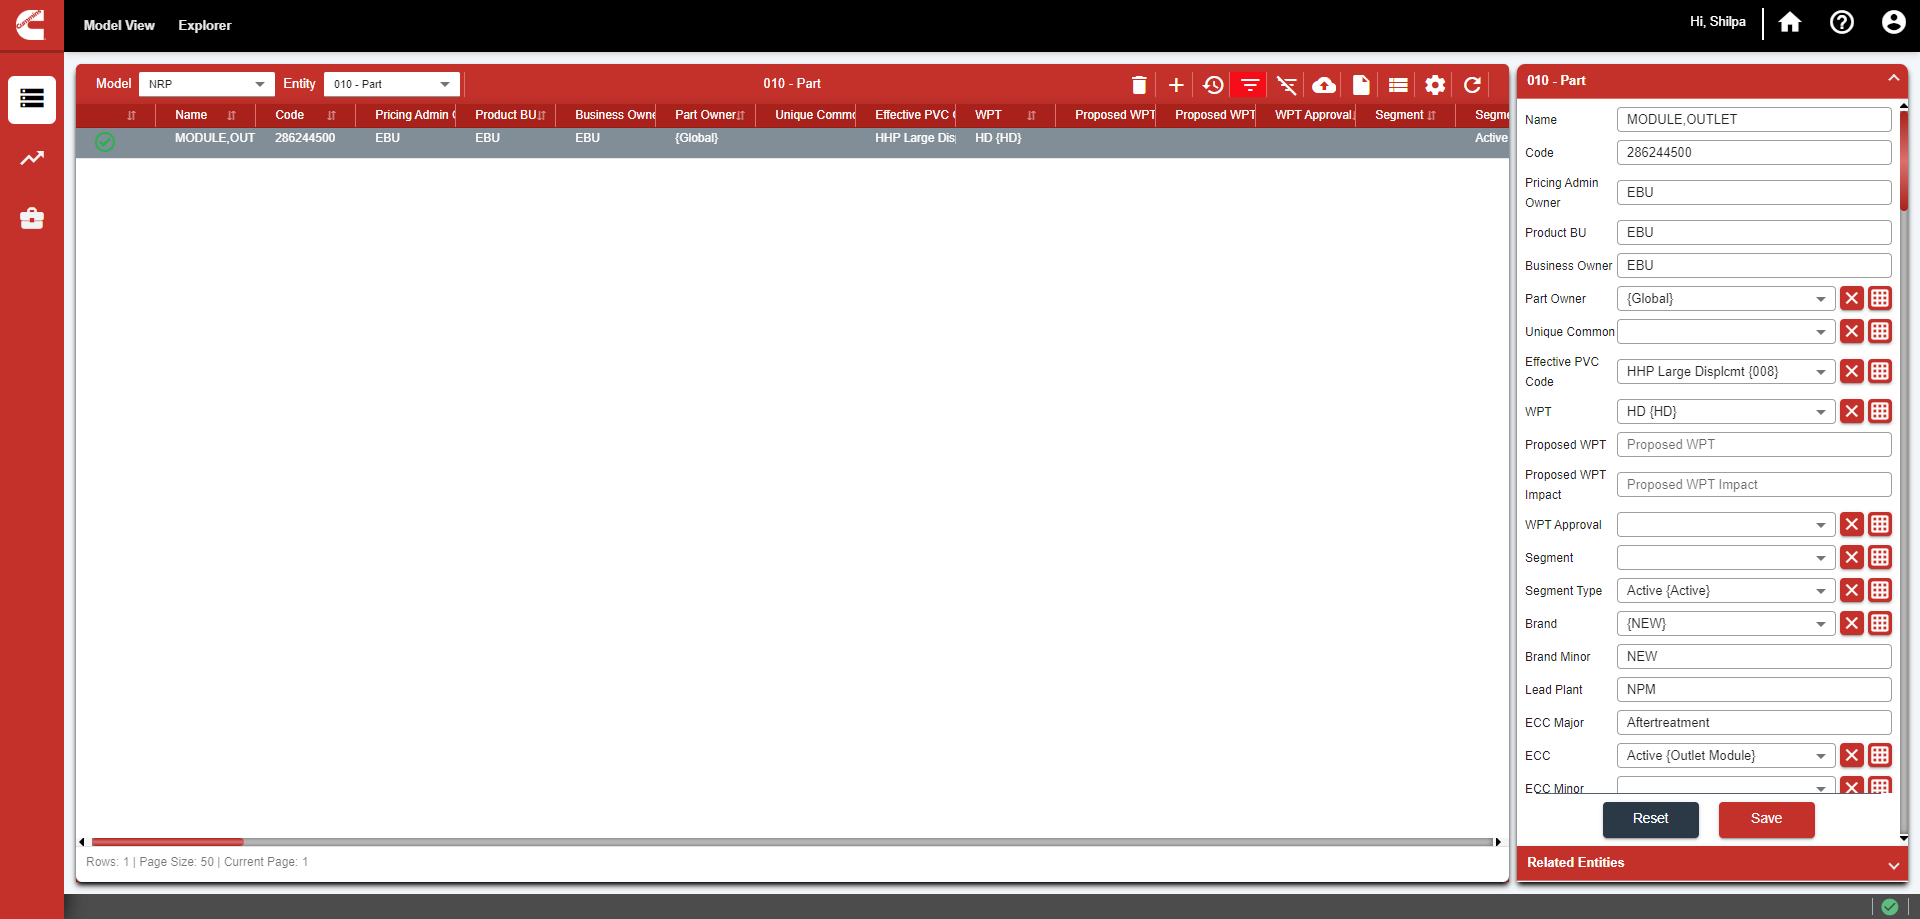 Cummins
Model View Explorer Hi, Shilpa
Model NRP Entity 010 - Part 010 - Part
Name Code Pricing Admin Product BU Business Owne Part Owner Unique Commo Effective PVC WPT Proposed WPT Proposed WPT WPT Approval Segment Segme
MODULE,OUT 286244500 EBU EBU EBU {Global} HHP Large Disp HD {HD} Active
Rows: 1 | Page Size: 50 | Current Page: 1
010 - Part
Name MODULE,OUTLET
Code 286244500
Pricing Admin
Owner EBU
Product BU EBU
Business Owner EBU
Part Owner {Global}
Unique Common
Effective PVC
Code HHP Large Displcmt {008}
WPT HD {HD}
Proposed WPT Proposed WPT
Proposed WPT
Impact Proposed WPT Impact
WPT Approval
Segment
Segment Type Active {Active}
Brand {NEW}
Brand Minor NEW
Lead Plant NPM
ECC Major Aftertreatment
ECC Active {Outlet Module}
ECC Minor
Reset Save
Related Entities